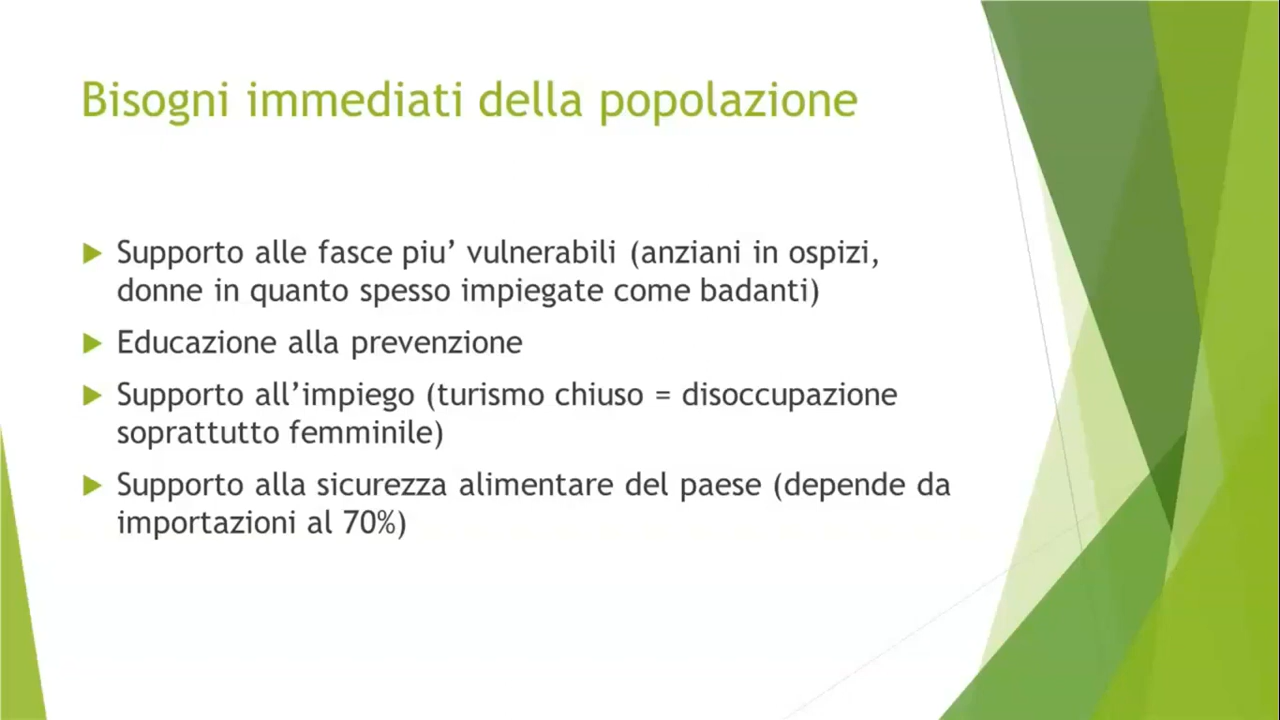 Bisogni immediati della popolazione
Supporto alle fasce piu’ vulnerabili (anziani in ospizi,
donne in quanto spesso impiegate come badanti)
Educazione alla prevenzione
Supporto all’impiego (turismo chiuso = disoccupazione
soprattutto femminile)
Supporto alla sicurezza alimentare del paese (depende da
importazioni al 70%)